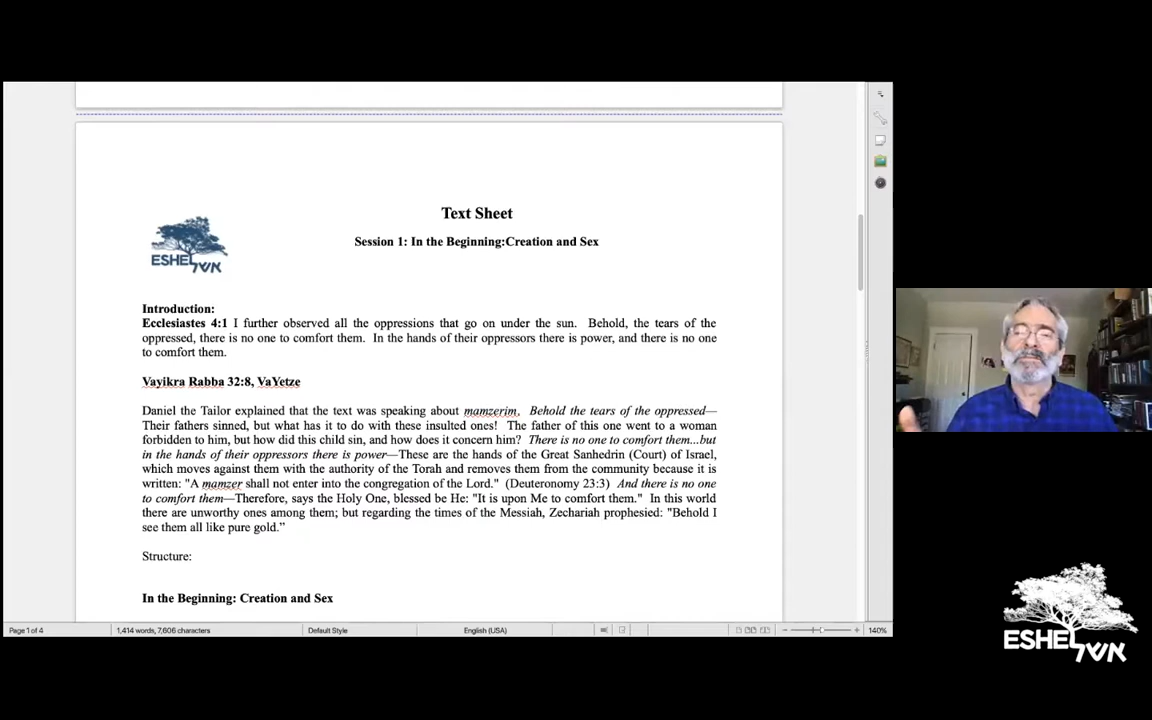 Text Sheet
Session 1: In the Beginning:Creation and Sex
ESHEL
אשל
Introduction:
Ecclesiastes 4:1 I further observed all the oppressions that go on under the sun. Behold, the tears of the
oppressed, there is no one to comfort them. In the hands of their oppressors there is power, and there is no one
to comfort them.
Vayikra Rabba 32:8, VaYetze
Daniel the Tailor explained that the text was speaking about mamzerim, Behold the tears of the oppressed—
Their fathers sinned, but what has it to do with these insulted ones! The father of this one went to a woman
forbidden to him, but how did this child sin, and how does it concern him? There is no one to comfort them...but
in the hands of their oppressors there is power—These are the hands of the Great Sanhedrin (Court) of Israel,
which moves against them with the authority of the Torah and removes them from the community because it is
written: "A mamzer shall not enter into the congregation of the Lord." (Deuteronomy 23:3) And there is no one
to comfort them—Therefore, says the Holy One, blessed be He: "It is upon Me to comfort them." In this world
there are unworthy ones among them; but regarding the times of the Messiah, Zechariah prophesied: "Behold I
see them all like pure gold.”
Structure:
In the Beginning: Creation and Sex
Page 1 of 4
1,414 words, 7,606 characters
Default Style
English (USA)
140%
ESHEL
אשל